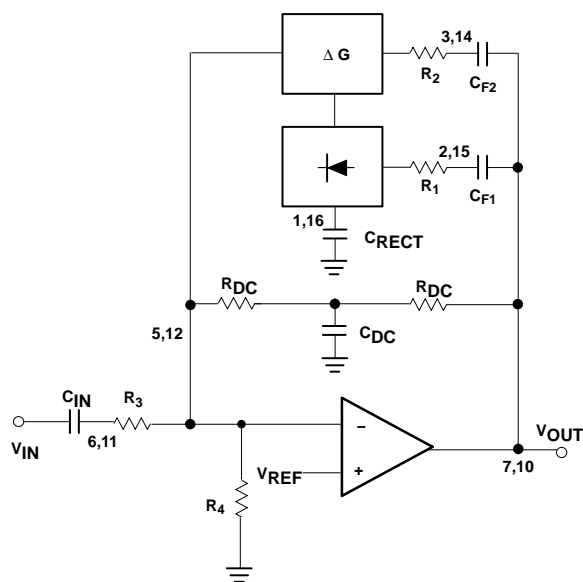 Δ G
3,14
R2
CF2
2,15
R1
CF1
1,16
CRECT
RDC
RDC
5,12
CDC
CIN
R3
VIN
6,11
−
VREF
+
VOUT
7,10
R4